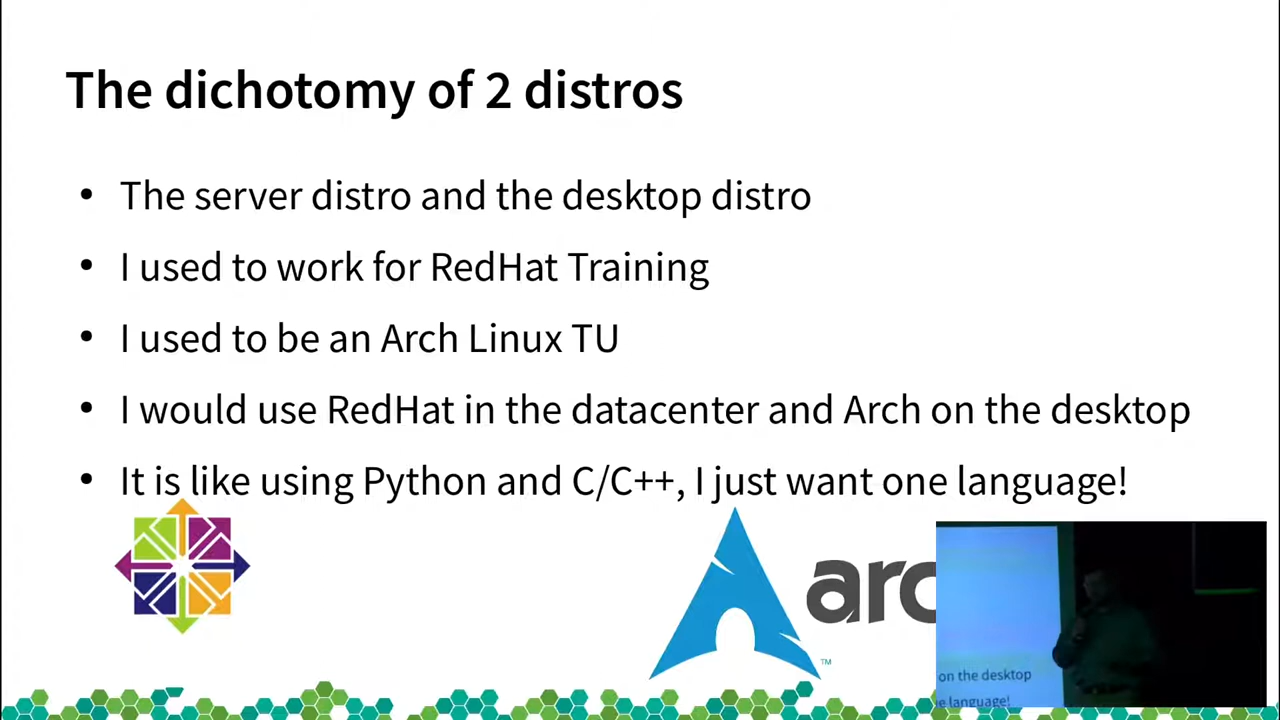 The dichotomy of 2 distros
• The server distro and the desktop distro
• I used to work for RedHat Training
• I used to be an Arch Linux TU
• I would use RedHat in the datacenter and Arch on the desktop
• It is like using Python and C/C++, I just want one language!
arc
TM
on the desktop
e language!